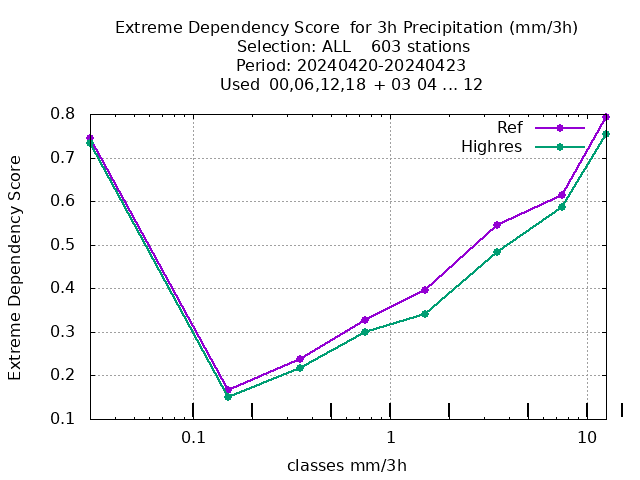 Extreme Dependency Score  for 3h Precipitation (mm/3h)
Selection: ALL    603 stations
Period: 20240420-20240423
Used  00,06,12,18  + 03 04 ... 12
Ref
Highres
Extreme Dependency Score
0.8
0.7
0.6
0.5
0.4
0.3
0.2
0.1
0.1
1
10
classes mm/3h